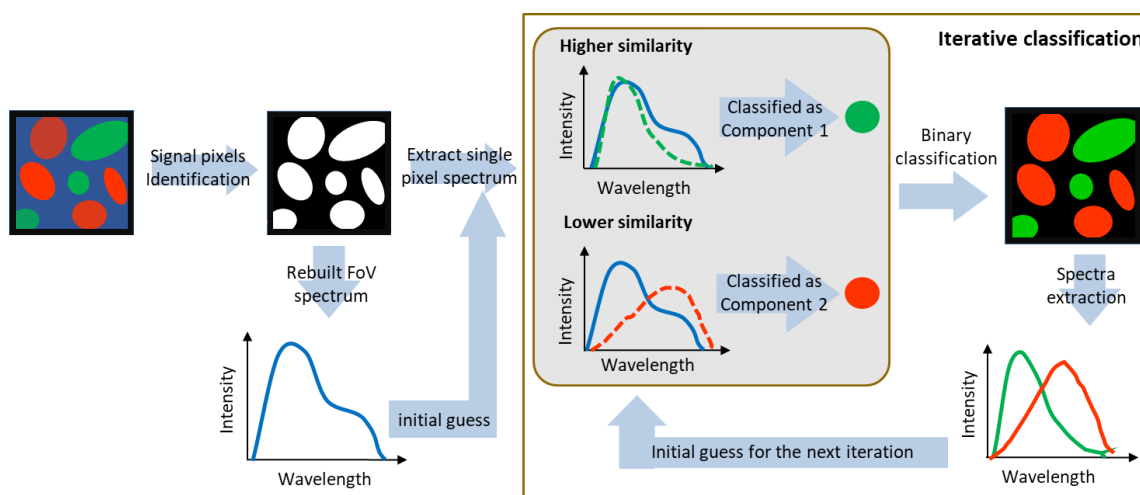 Iterative classification
Higher similarity
Intensity
Wavelength
Classified as
Component 1
Signal pixels
Identification
Extract single
pixel spectrum
Binary
classification
Lower similarity
Intensity
Wavelength
Classified as
Component 2
Rebuilt FoV
spectrum
Spectra
extraction
Intensity
Wavelength
initial guess
Initial guess for the next iteration
Intensity
Wavelength